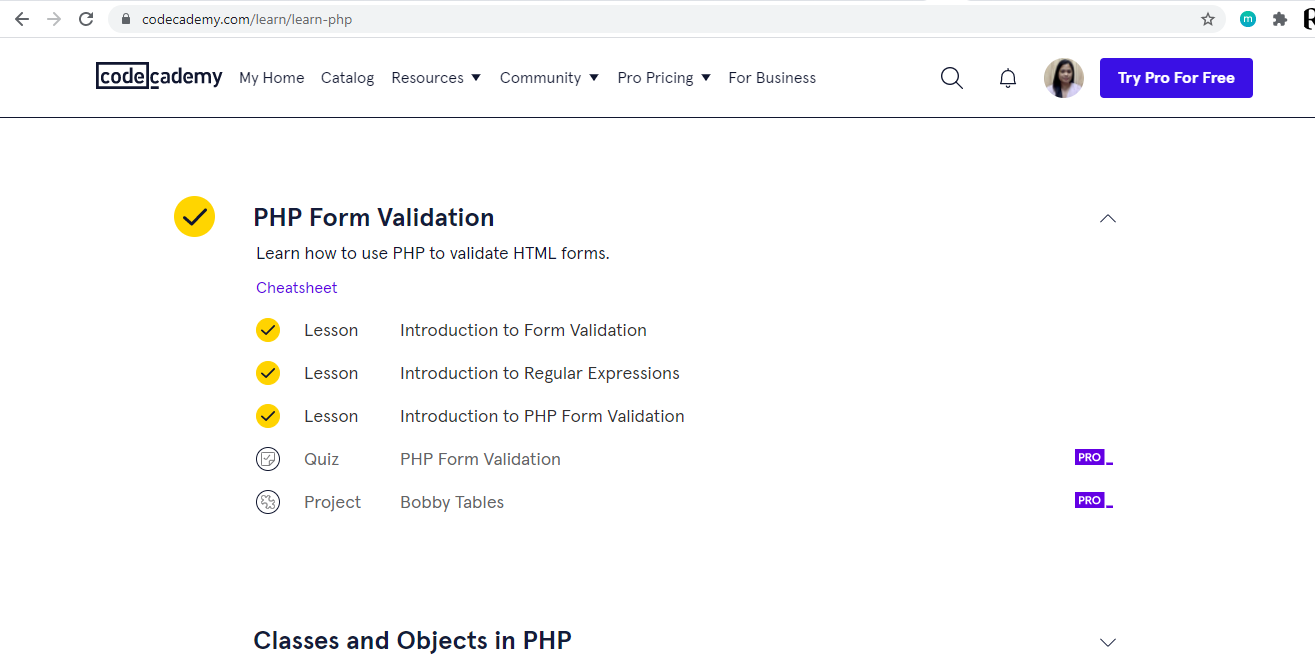 codecademy.com/learn/learn-php
m
codecademy My Home Catalog Resources Community Pro Pricing For Business Try Pro For Free
PHP Form Validation
Learn how to use PHP to validate HTML forms.
Cheatsheet
Lesson Introduction to Form Validation
Lesson Introduction to Regular Expressions
Lesson Introduction to PHP Form Validation
Quiz PHP Form Validation PRO
Project Bobby Tables PRO
Classes and Objects in PHP